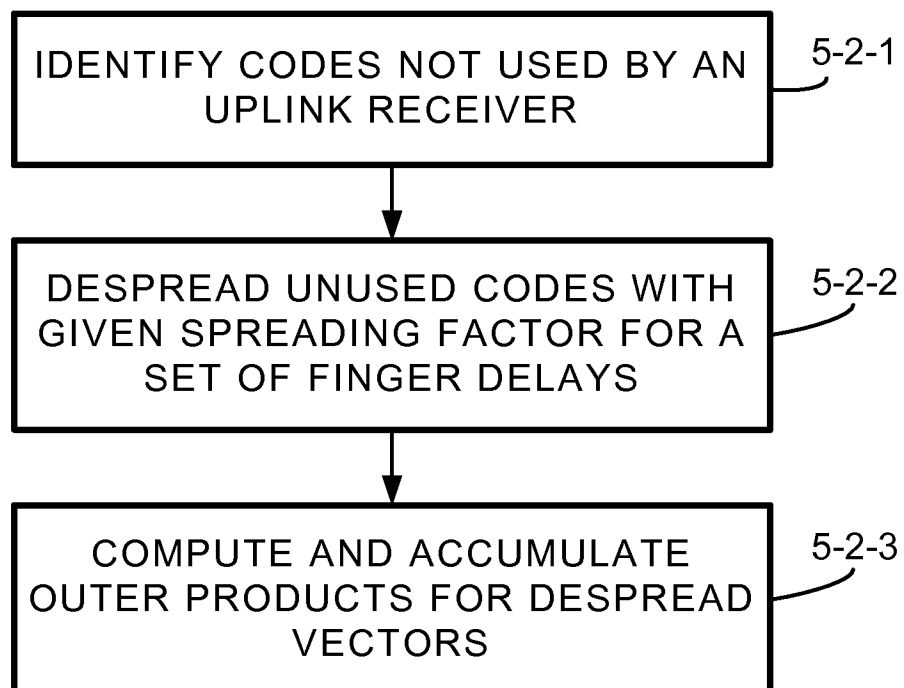 IDENTIFY CODES NOT USED BY AN
UPLINK RECEIVER
5-2-1
DESPREAD UNUSED CODES WITH
GIVEN SPREADING FACTOR FOR A
SET OF FINGER DELAYS
5-2-2
COMPUTE AND ACCUMULATE
OUTER PRODUCTS FOR DESPREAD
VECTORS
5-2-3